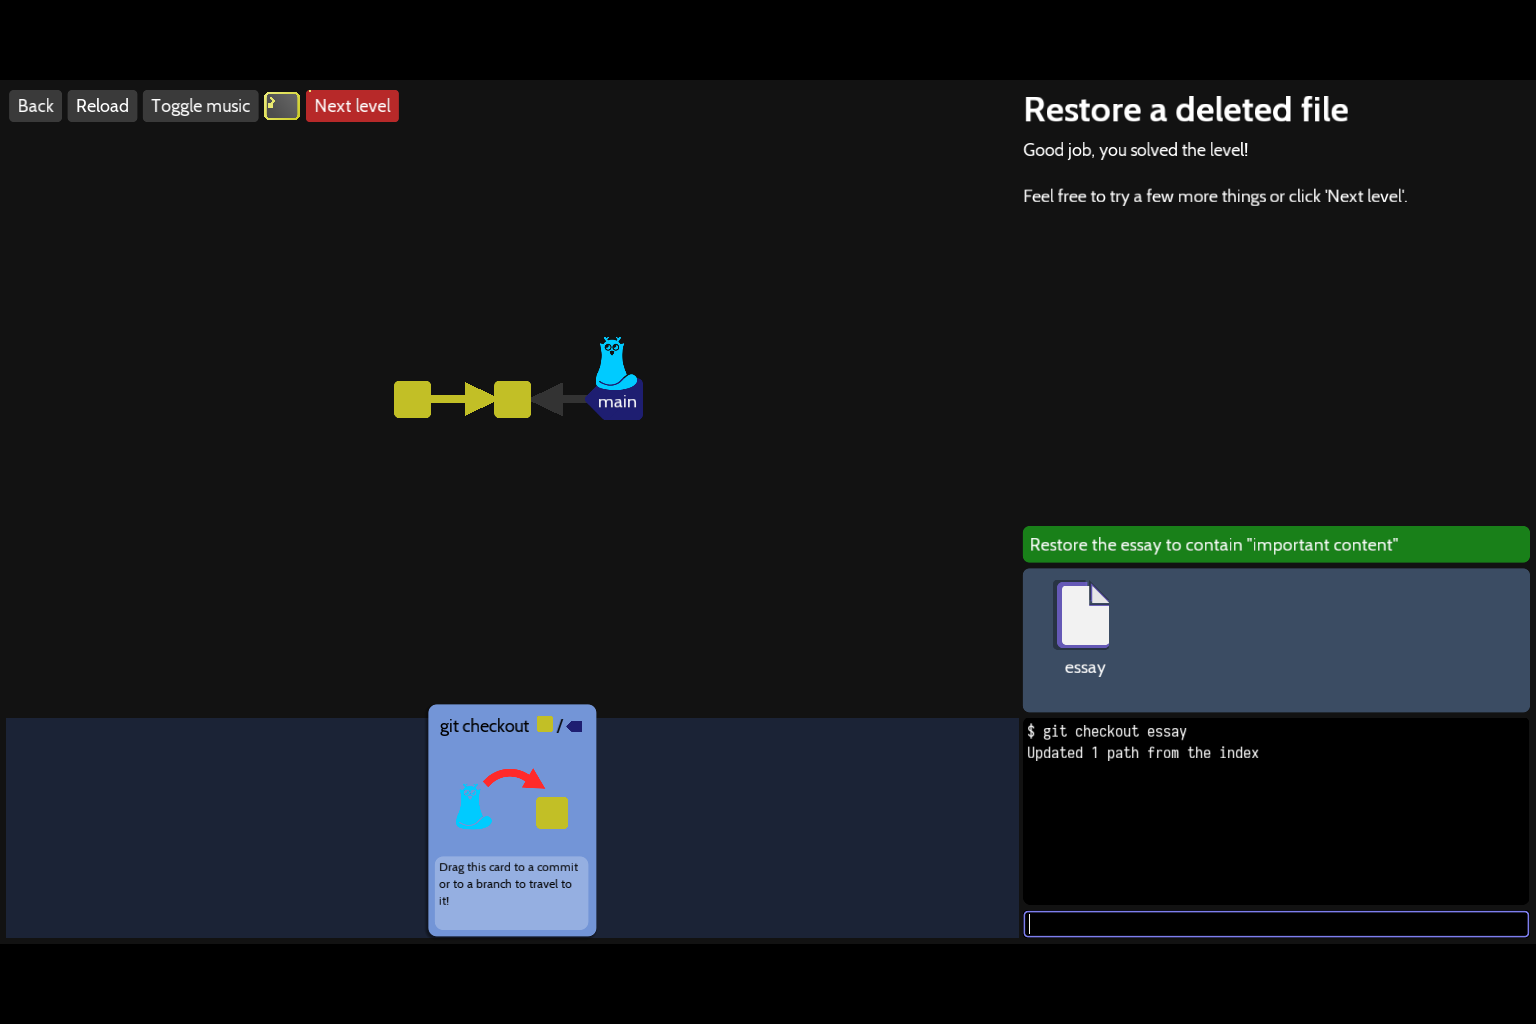 Back Reload Toggle music Next level
Restore a deleted file
Good job, you solved the level!
Feel free to try a few more things or click 'Next level'.
main
Restore the essay to contain "important content"
essay
git checkout /
Drag this card to a commit
or to a branch to travel to
it!
$ git checkout essay
Updated 1 path from the index